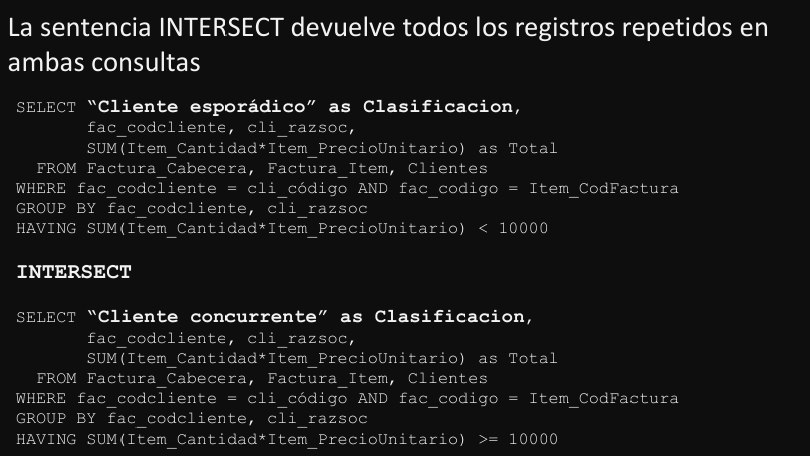 La sentencia INTERSECT devuelve todos los registros repetidos en
ambas consultas
SELECT “Cliente esporádico” as Clasificacion,
fac_codcliente, cli_razsoc,
SUM(Item_Cantidad*Item_PrecioUnitario) as Total
FROM Factura_Cabecera, Factura_Item, Clientes
WHERE fac_codcliente = cli_código AND fac_codigo = Item_CodFactura
GROUP BY fac_codcliente, cli_razsoc
HAVING SUM(Item_Cantidad*Item_PrecioUnitario) < 10000
INTERSECT
SELECT “Cliente concurrente” as Clasificacion,
fac_codcliente, cli_razsoc,
SUM(Item_Cantidad*Item_PrecioUnitario) as Total
FROM Factura_Cabecera, Factura_Item, Clientes
WHERE fac_codcliente = cli_código AND fac_codigo = Item_CodFactura
GROUP BY fac_codcliente, cli_razsoc
HAVING SUM(Item_Cantidad*Item_PrecioUnitario) >= 10000